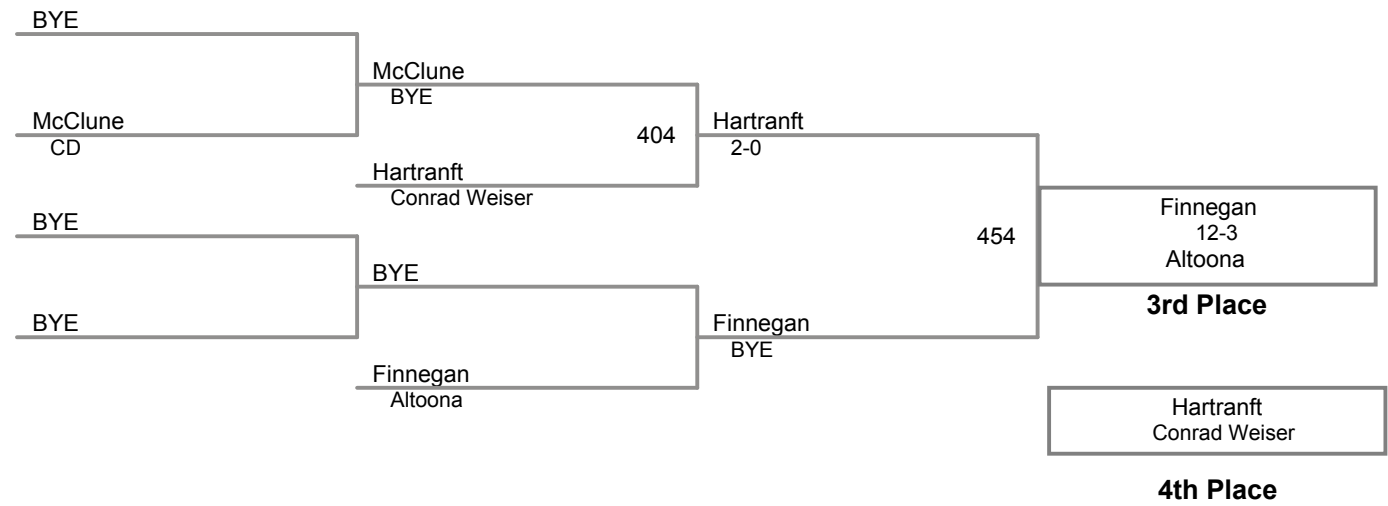 BYE
McClune
CD
BYE
BYE
McClune
BYE
Hartranft
Conrad Weiser
BYE
Finnegan
Altoona
404
Hartranft
2-0
Finnegan
BYE
454
Finnegan
12-3
Altoona
3rd Place
Hartranft
Conrad Weiser
4th Place